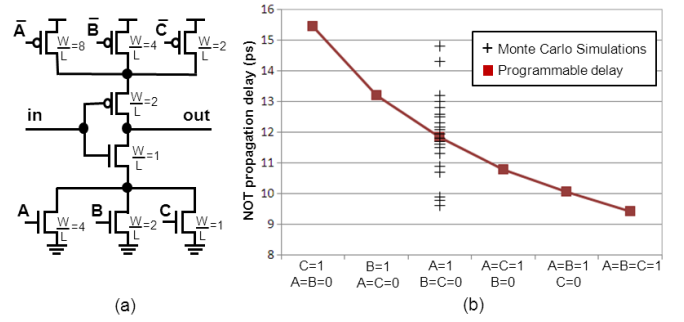 A̅ B̅ C̅
W/L=8 W/L=4 W/L=2
W/L=2
in out
W/L=1
A B C
W/L=4 W/L=2 W/L=1
(a)
NOT propagation delay (ps)
16
15
14
13
12
11
10
9
8
Monte Carlo Simulations
Programmable delay
C=1 B=1 A=1 A=C=1 A=B=1 A=B=C=1
A=B=0 A=C=0 B=C=0 B=0 C=0
(b)